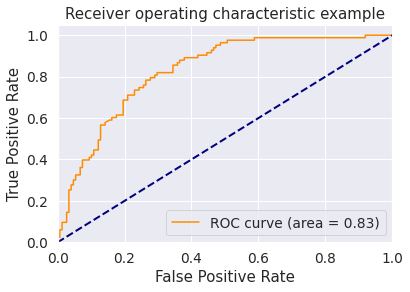 Receiver operating characteristic example
True Positive Rate
1.0
0.8
0.6
0.4
0.2
0.0
ROC curve (area = 0.83)
0.0 0.2 0.4 0.6 0.8 1.0
False Positive Rate